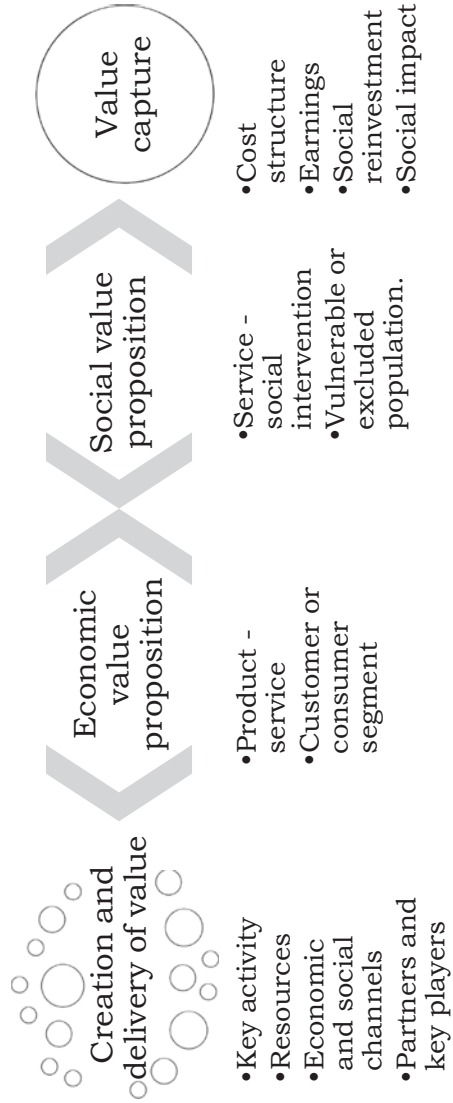 Creation and
delivery of value
•Key activity
•Resources
•Economic
and social
channels
•Partners and
key players
Economic
value
proposition
•Product -
service
•Customer or
consumer
segment
Social value
proposition
•Service -
social
intervention
•Vulnerable or
excluded
population.
Value
capture
•Cost
structure
•Earnings
•Social
reinvestment
•Social impact